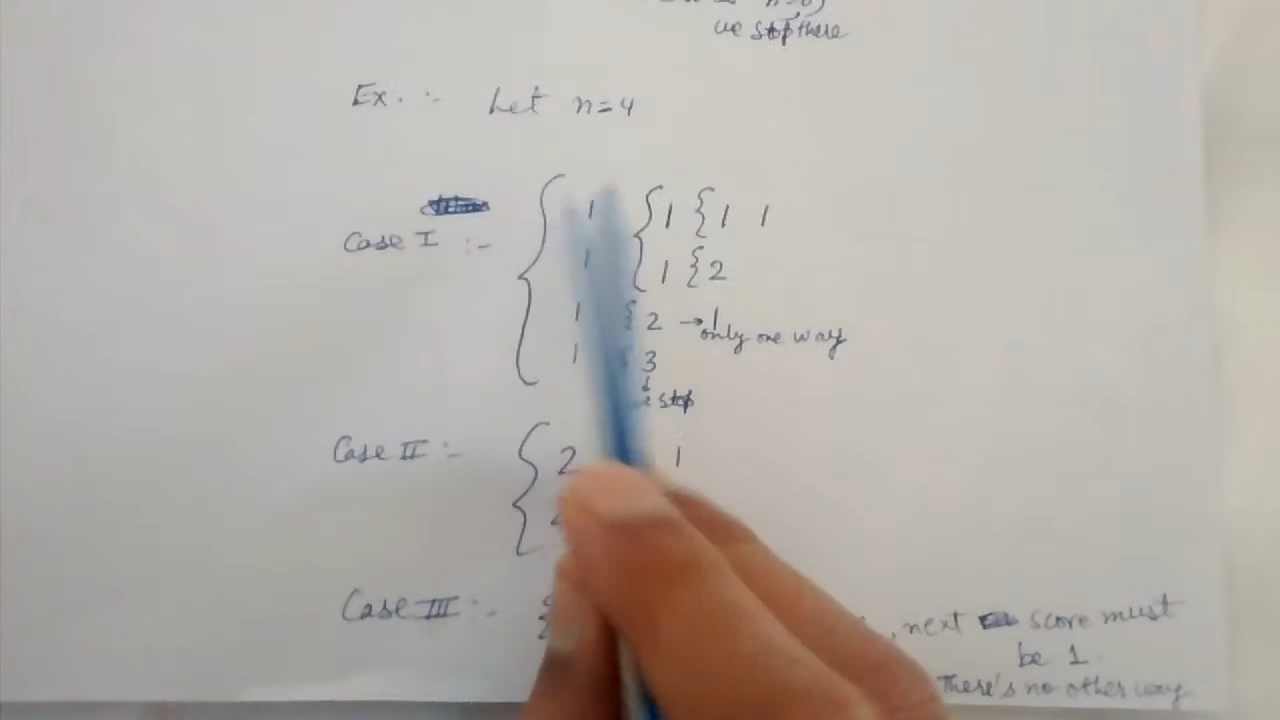 n=0,
we stop there
Ex. :- Let n=4
1 { 1 { 1 1
Case I :-
1 1 { 2
1 { 2 → 1
only one way
1 { 3
↓
stop
Case II :- { 2 1
Case III :- { , next score must
be 1.
There's no other way